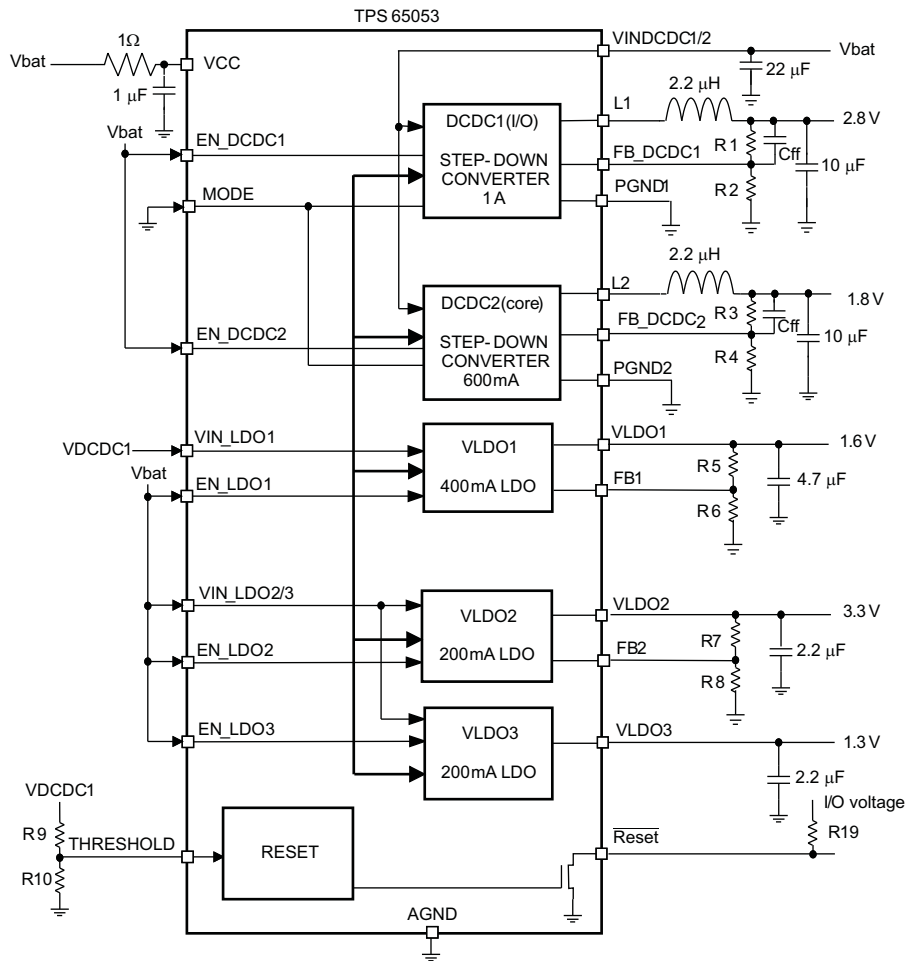 TPS 65053
1Ω
Vbat
VCC
1 μF
VINDCDC1/2
Vbat
22 μF
2.2 μH
L1
2.8 V
DCDC1(I/O)
STEP-DOWN
CONVERTER
1 A
Vbat
EN_DCDC1
FB_DCDC1
R1
Cff
10 μF
R2
MODE
PGND1
2.2 μH
L2
1.8 V
DCDC2(core)
STEP-DOWN
CONVERTER
600mA
R3
Cff
FB_DCDC2
10 μF
EN_DCDC2
R4
PGND2
VDCDC1
VIN_LDO1
VLDO1
400mA LDO
VLDO1
1.6 V
R5
4.7 μF
Vbat
EN_LDO1
FB1
R6
VIN_LDO2/3
VLDO2
200mA LDO
VLDO2
3.3 V
R7
2.2 μF
EN_LDO2
FB2
R8
EN_LDO3
VLDO3
200mA LDO
VLDO3
1.3 V
2.2 μF
VDCDC1
I/O voltage
R9
THRESHOLD
RESET
Reset
R19
R10
AGND